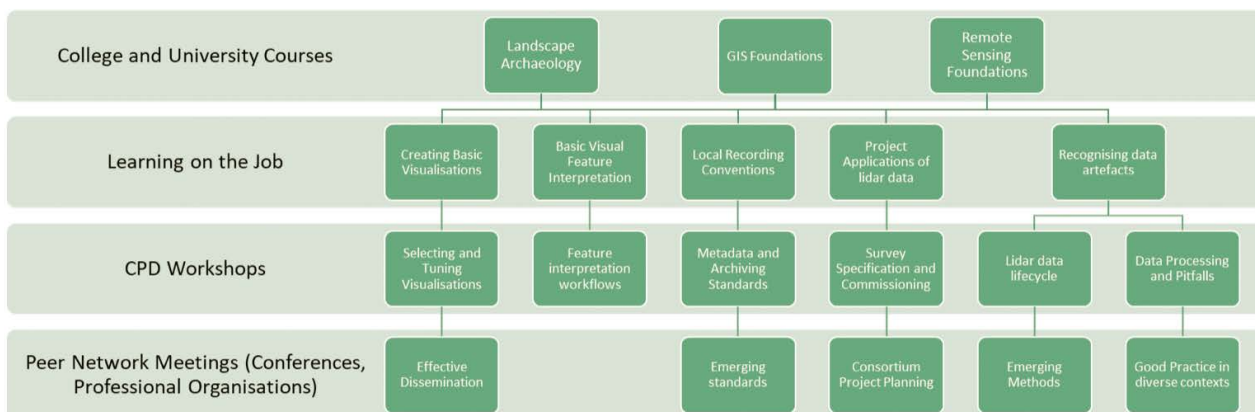 College and University Courses
Landscape
Archaeology
GIS Foundations
Remote
Sensing
Foundations
Learning on the Job
Creating Basic
Visualisations
Basic Visual
Feature
Interpretation
Local Recording
Conventions
Project
Applications of
lidar data
Recognising data
artefacts
CPD Workshops
Selecting and
Tuning
Visualisations
Feature
interpretation
workflows
Metadata and
Archiving
Standards
Survey
Specification and
Commissioning
Lidar data
lifecycle
Data Processing
and Pitfalls
Peer Network Meetings (Conferences,
Professional Organisations)
Effective
Dissemination
Emerging
standards
Consortium
Project Planning
Emerging
Methods
Good Practice in
diverse contexts